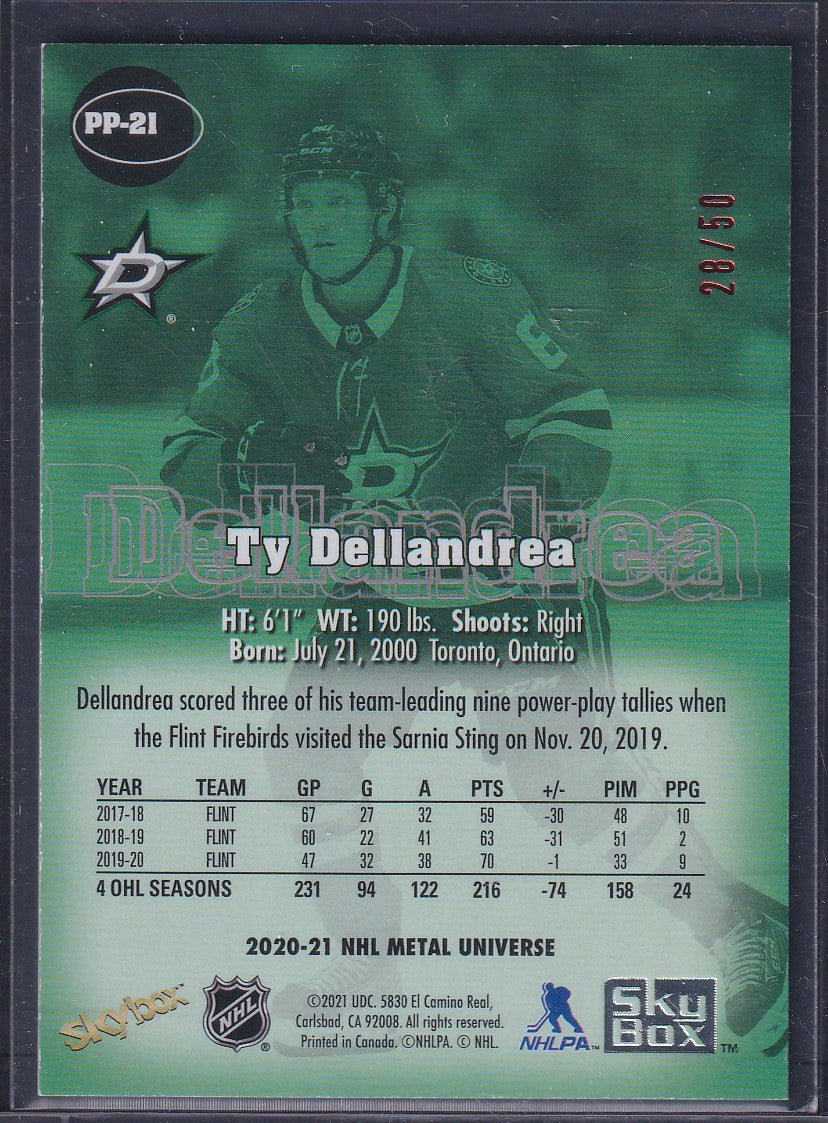 PP-21
28/50
D
®
CCM
Dellandrea
Ty Dellandrea
HT: 6'1" WT: 190 lbs. Shoots: Right
Born: July 21, 2000 Toronto, Ontario
Dellandrea scored three of his team-leading nine power-play tallies when
the Flint Firebirds visited the Sarnia Sting on Nov. 20, 2019.
YEAR TEAM GP G A PTS +/- PIM PPG
2017-18 FLINT 67 27 32 59 -30 48 10
2018-19 FLINT 60 22 41 63 -31 51 2
2019-20 FLINT 47 32 38 70 -1 33 9
4 OHL SEASONS 231 94 122 216 -74 158 24
2020-21 NHL METAL UNIVERSE
skybox™
NHL ®
©2021 UDC. 5830 El Camino Real,
Carlsbad, CA 92008. All rights reserved.
Printed in Canada. ©NHLPA. © NHL.
NHLPA™
Sky
Box ™